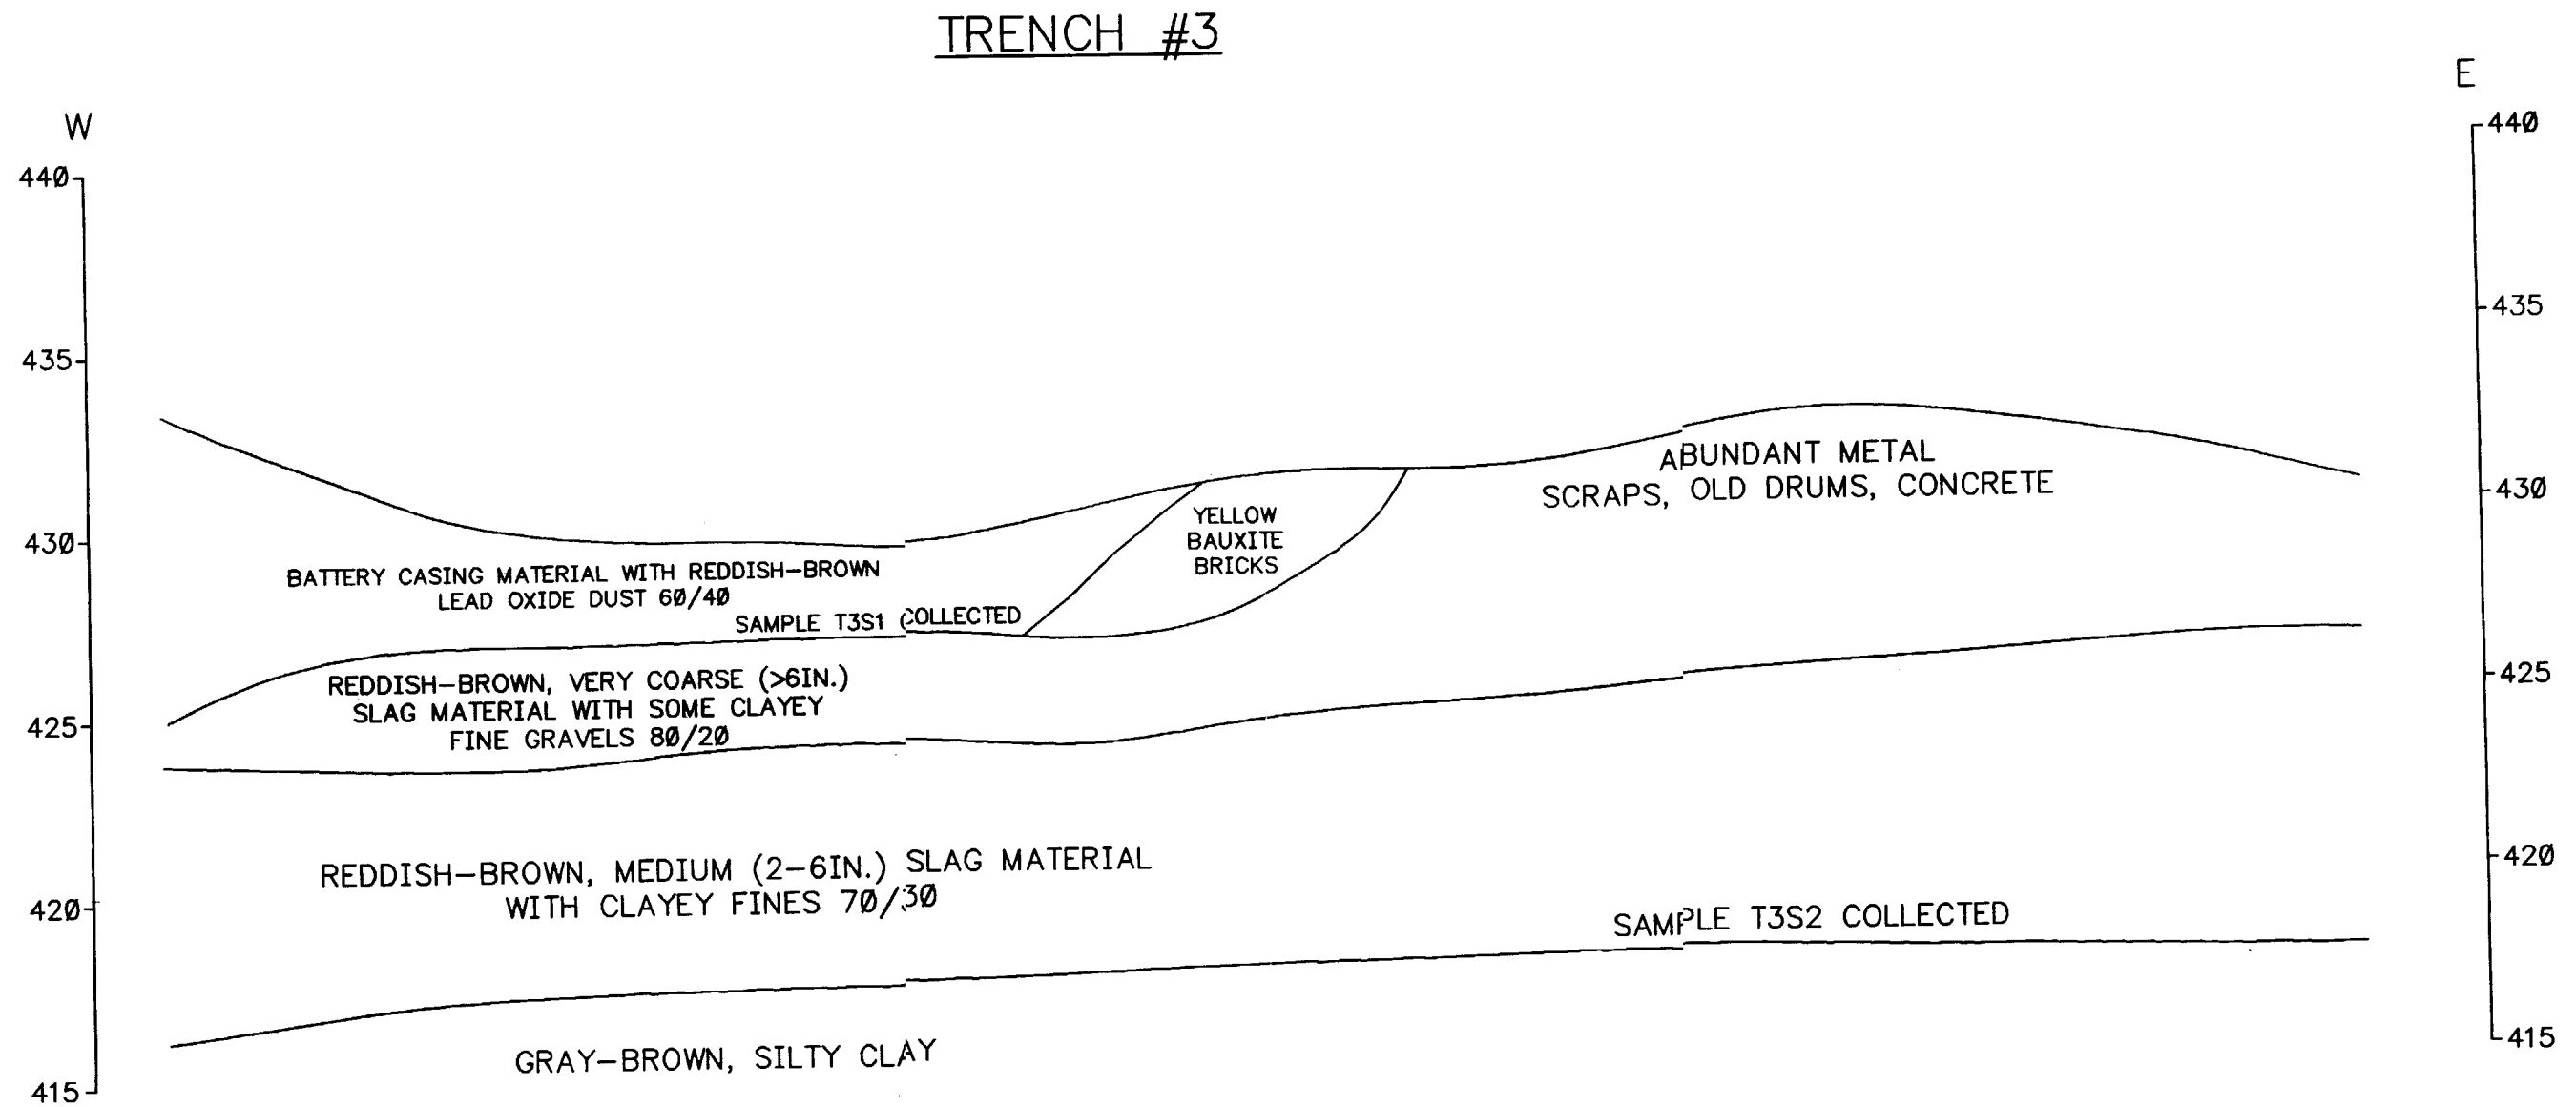 TRENCH #3
W
E
440
435
430
425
420
415
440
435
430
425
420
415
BATTERY CASING MATERIAL WITH REDDISH-BROWN
LEAD OXIDE DUST 60/40
SAMPLE T3S1 COLLECTED
YELLOW
BAUXITE
BRICKS
ABUNDANT METAL
SCRAPS, OLD DRUMS, CONCRETE
REDDISH-BROWN, VERY COARSE (>6IN.)
SLAG MATERIAL WITH SOME CLAYEY
FINE GRAVELS 80/20
REDDISH-BROWN, MEDIUM (2-6IN.) SLAG MATERIAL
WITH CLAYEY FINES 70/30
SAMPLE T3S2 COLLECTED
GRAY-BROWN, SILTY CLAY